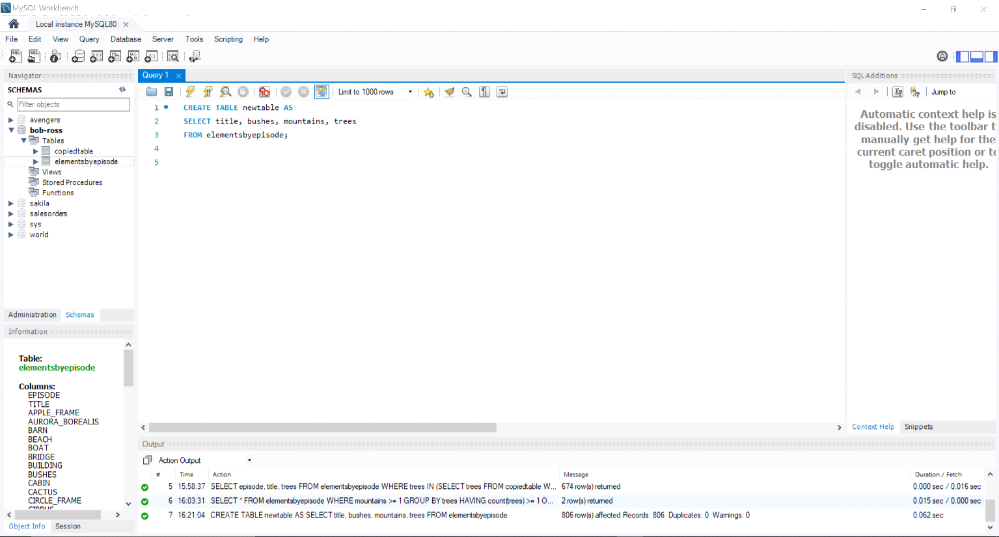 MySQL Workbench
Local instance MySQL80
File Edit View Query Database Server Tools Scripting Help
Navigator
SCHEMAS
Filter objects
avengers
bob-ross
Tables
copiedtable
elementsbyepisode
Views
Stored Procedures
Functions
sakila
salesorders
sys
world
Administration Schemas
Information
Table:
elementsbyepisode
Columns:
EPISODE
TITLE
APPLE_FRAME
AURORA_BOREALIS
BARN
BEACH
BOAT
BRIDGE
BUILDING
BUSHES
CABIN
CACTUS
CIRCLE_FRAME
Object Info Session
Query 1
Limit to 1000 rows
1 CREATE TABLE newtable AS
2 SELECT title, bushes, mountains, trees
3 FROM elementsbyepisode;
4
5
SQLAdditions
Jump to
Automatic context help is
disabled. Use the toolbar t
manually get help for the
current caret position or to
toggle automatic help.
Context Help Snippets
Output
Action Output
# Time Action Message Duration / Fetch
5 15:58:37 SELECT episode, title, trees FROM elementsbyepisode WHERE trees IN (SELECT trees FROM copiedtable W... 674 row(s) returned 0.000 sec / 0.016 sec
6 16:03:31 SELECT * FROM elementsbyepisode WHERE mountains >= 1 GROUP BY trees HAVING count(trees) >= 1 O... 2 row(s) returned 0.015 sec / 0.000 sec
7 16:21:04 CREATE TABLE newtable AS SELECT title, bushes, mountains, trees FROM elementsbyepisode 806 row(s) affected Records: 806 Duplicates: 0 Warnings: 0 0.062 sec